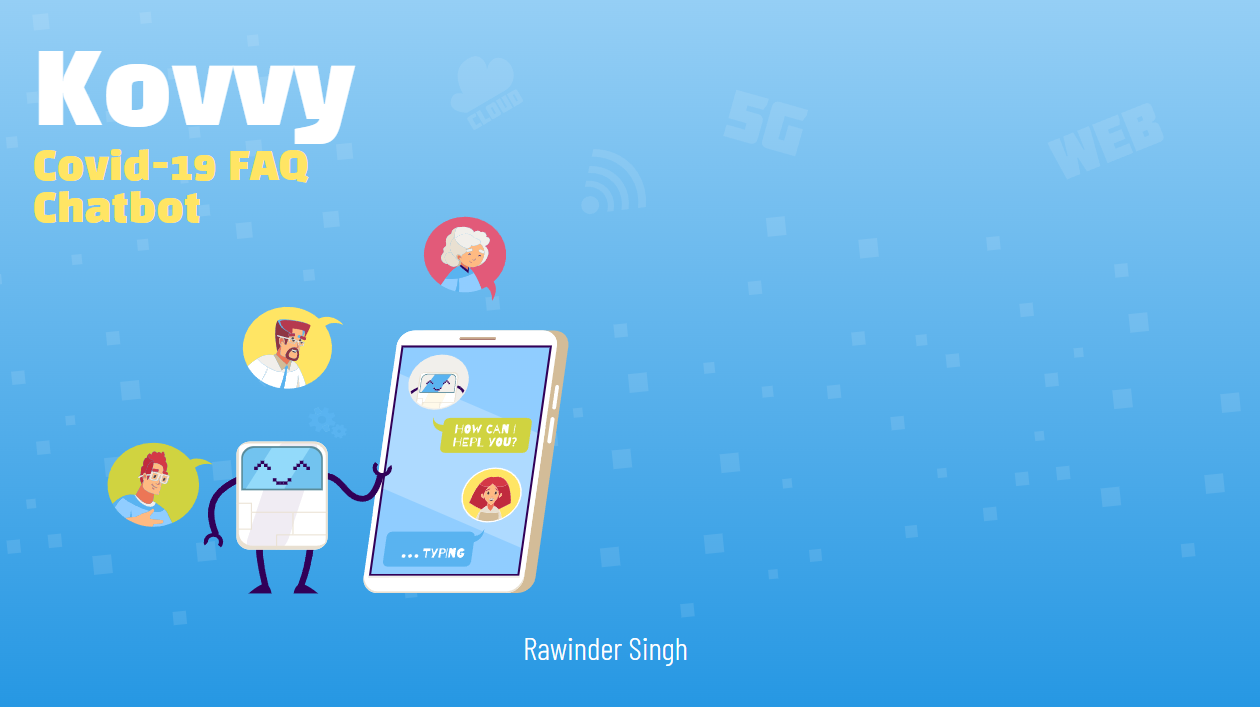 Kovvy
Covid-19 FAQ
Chatbot
CLOUD
5G
WEB
HOW CAN I
HEPL YOU?
... TYPING
Rawinder Singh